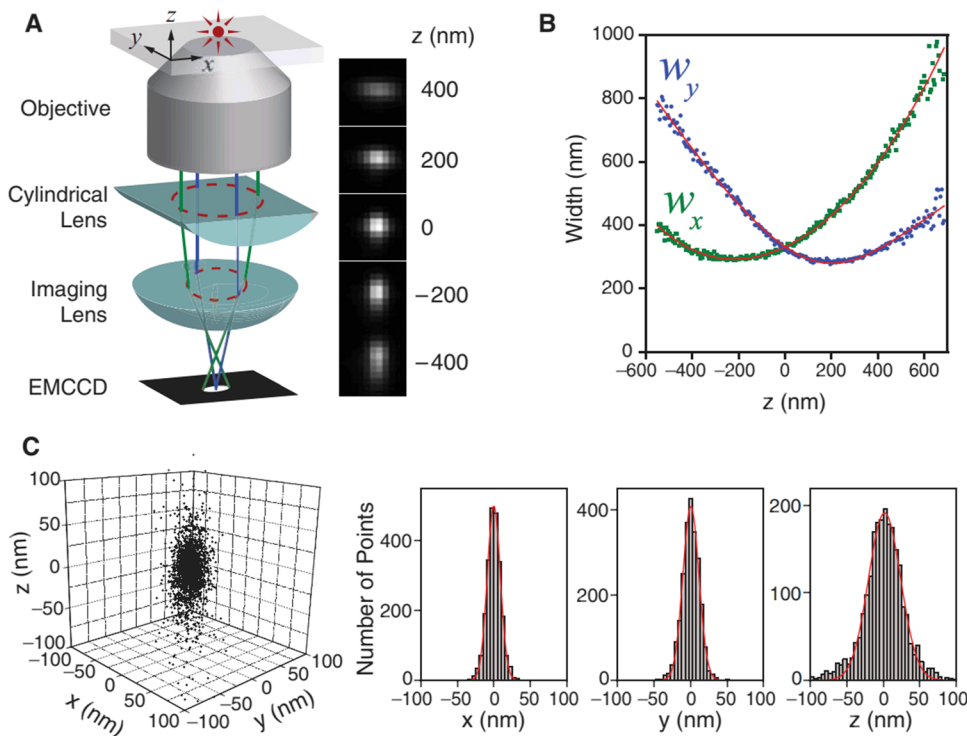 A
z
y
x
Objective
Cylindrical
Lens
Imaging
Lens
EMCCD
z (nm)
400
200
0
−200
−400
B
1000
800
600
400
200
0
Width (nm)
wy
wx
−600
−400
−200
0
200
400
600
z (nm)
C
100
50
0
−50
−100
z (nm)
−100
−50
0
50
100
x (nm)
−100
−50
0
50
100
y (nm)
Number of Points
400
200
0
−100
−50
0
50
100
x (nm)
400
200
0
−100
−50
0
50
100
y (nm)
200
100
0
−100
−50
0
50
100
z (nm)